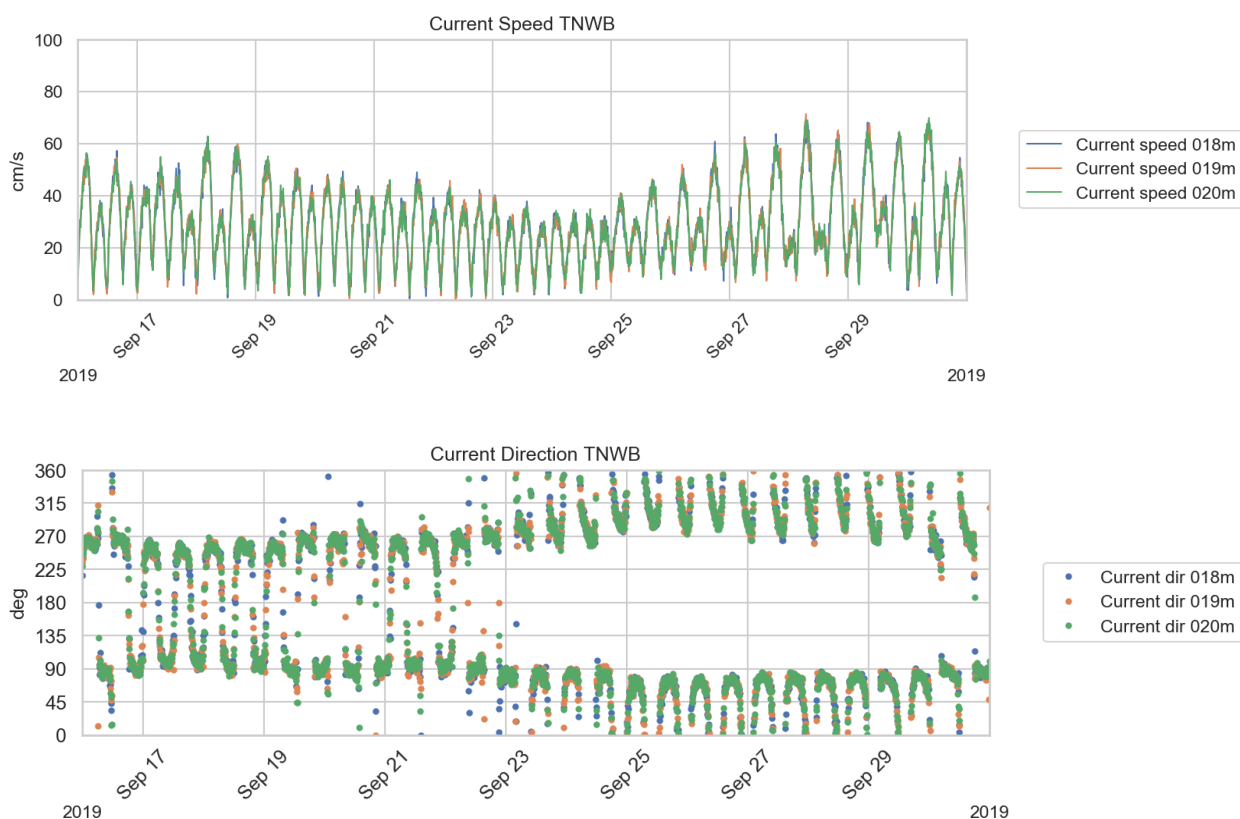 Current Speed TNWB
100
80
60
40
20
0
cm/s
Sep 17
Sep 19
Sep 21
Sep 23
Sep 25
Sep 27
Sep 29
2019
2019
Current speed 018m
Current speed 019m
Current speed 020m
Current Direction TNWB
360
315
270
225
180
135
90
45
0
deg
Sep 17
Sep 19
Sep 21
Sep 23
Sep 25
Sep 27
Sep 29
2019
2019
Current dir 018m
Current dir 019m
Current dir 020m